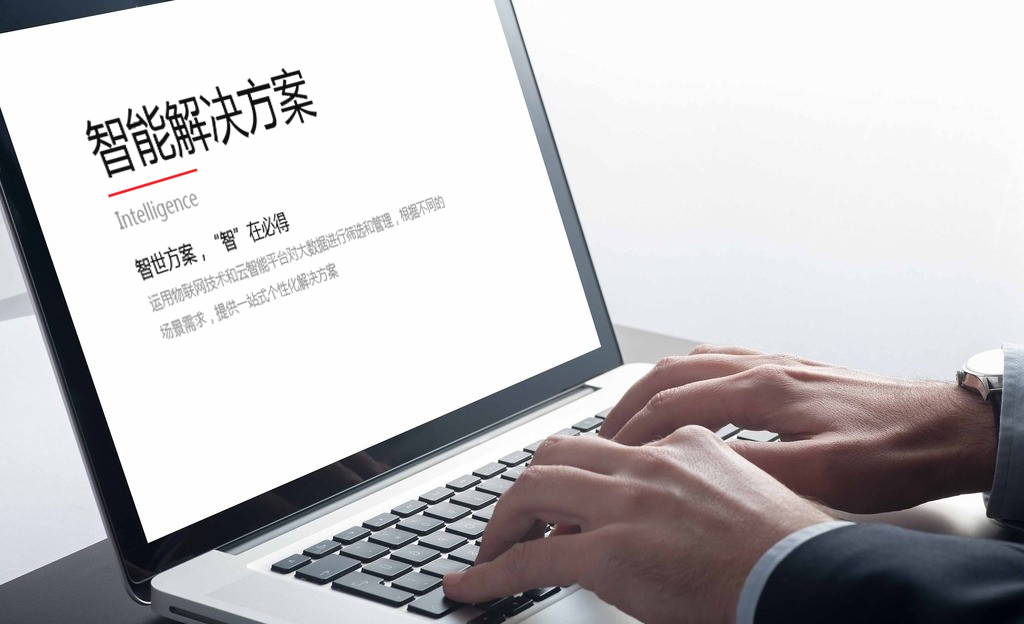 智能解决方案
Intelligence
智世方案，“智”在必得
运用物联网技术和云智能平台对大数据进行筛选和管理，根据不同的
场景需求，提供一站式个性化解决方案